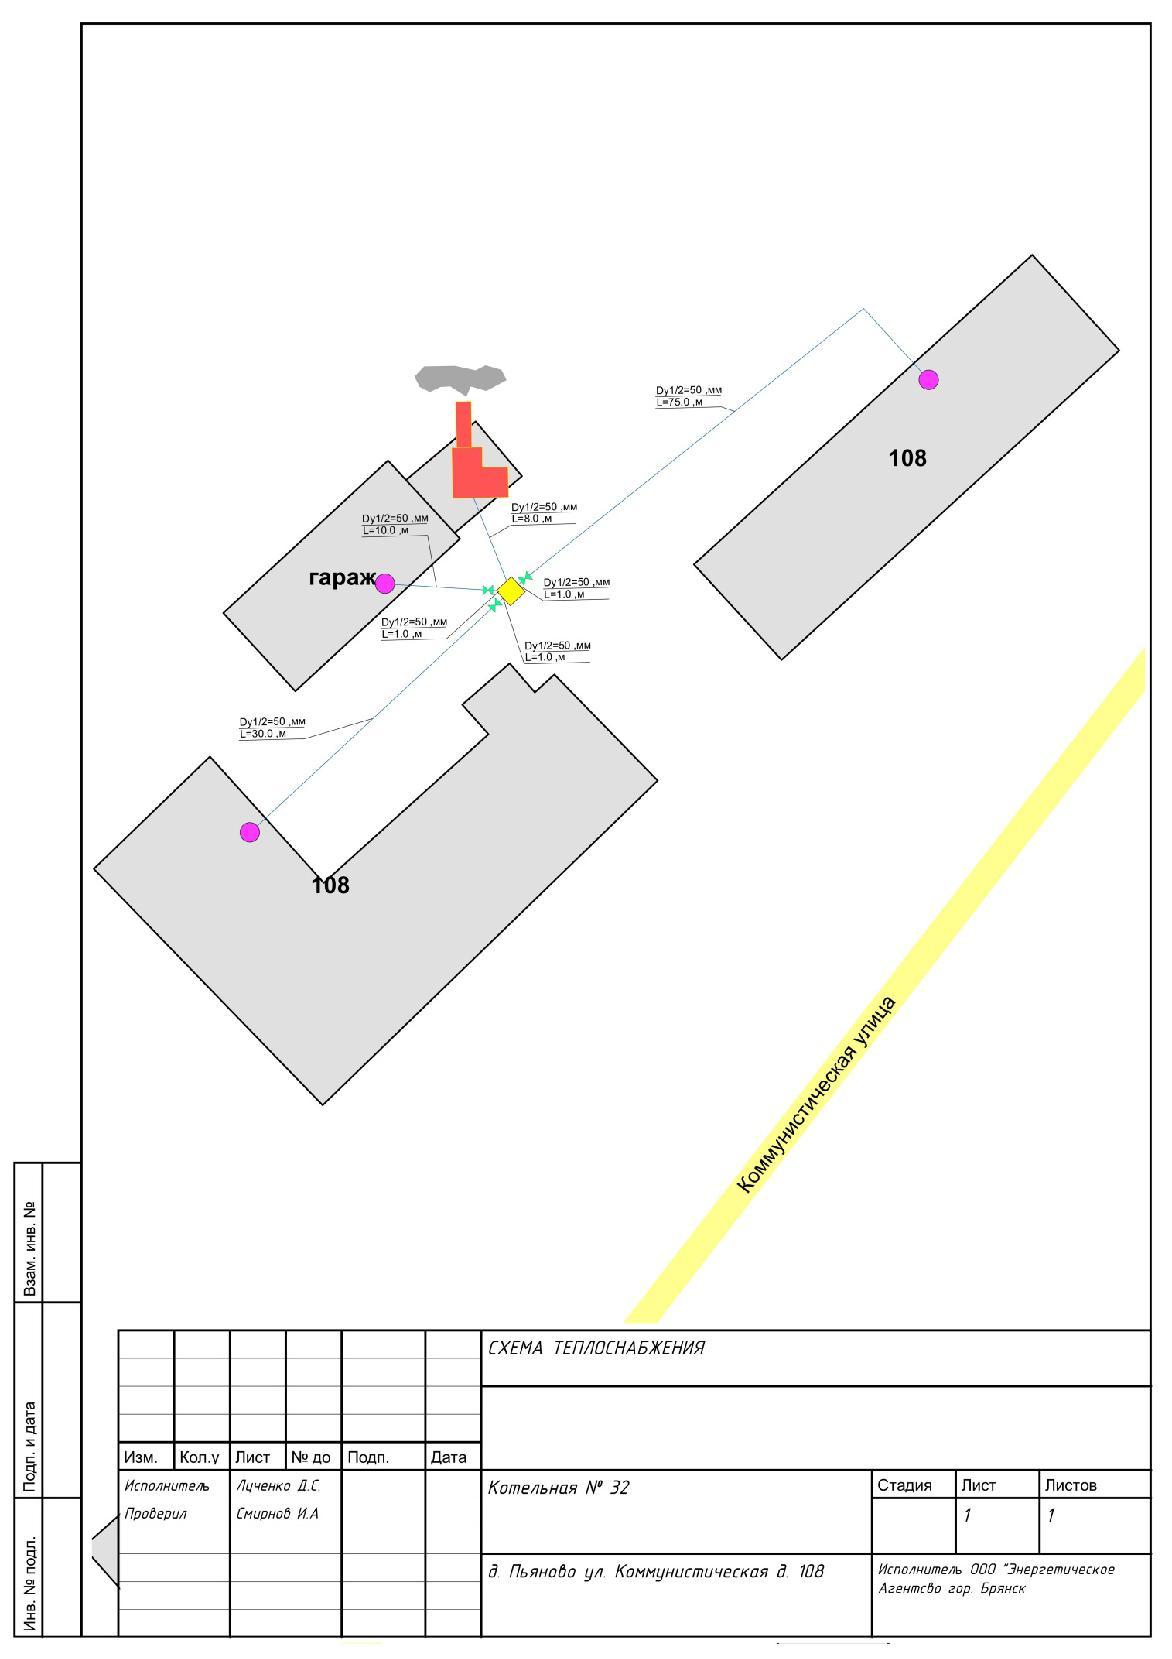 Dy1/2=50 ,мм
L=75.0 ,м
108
Dy1/2=50 ,мм
L=8.0 ,м
Dy1/2=50 ,мм
L=10.0 ,м
гараж
Dy1/2=50 ,мм
L=1.0 ,м
Dy1/2=50 ,мм
L=1.0 ,м
Dy1/2=50 ,мм
L=1.0 ,м
Dy1/2=50 ,мм
L=30.0 ,м
108
Коммунистическая улица
Взам. инв. №
Подп. и дата
Инв. № подл.
СХЕМА ТЕПЛОСНАБЖЕНИЯ
Изм. Кол.у Лист № до Подп. Дата
Исполнитель Лученко Д.С.
Проверил Смирнов И.А
Котельная № 32
Стадия Лист Листов
1 1
д. Пьяново ул. Коммунистическая д. 108
Исполнитель ООО "Энергетическое
Агентсво гор. Брянск